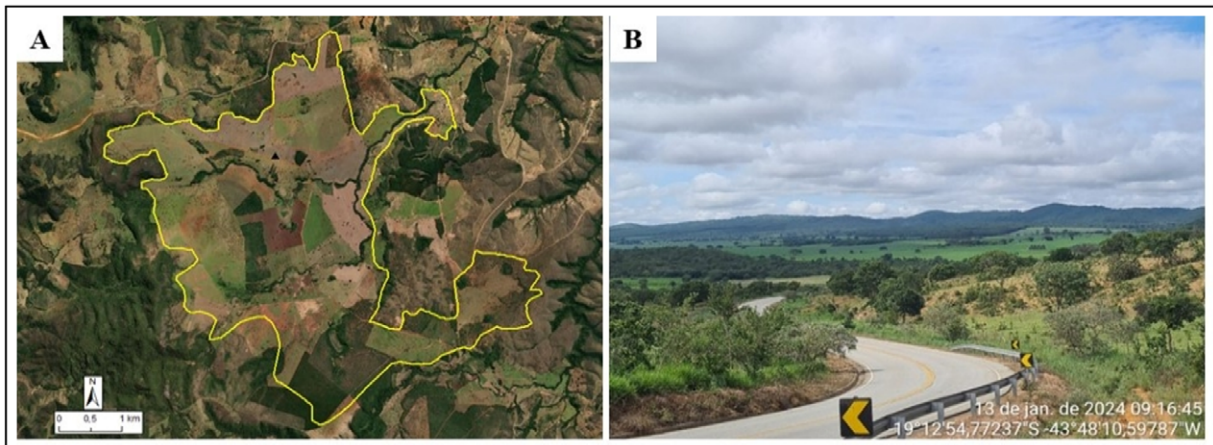 A
B
N
0 0,5 1 km
13 de jan. de 2024 09:16:45
19°12'54,77237"S -43°48'10,59787" W